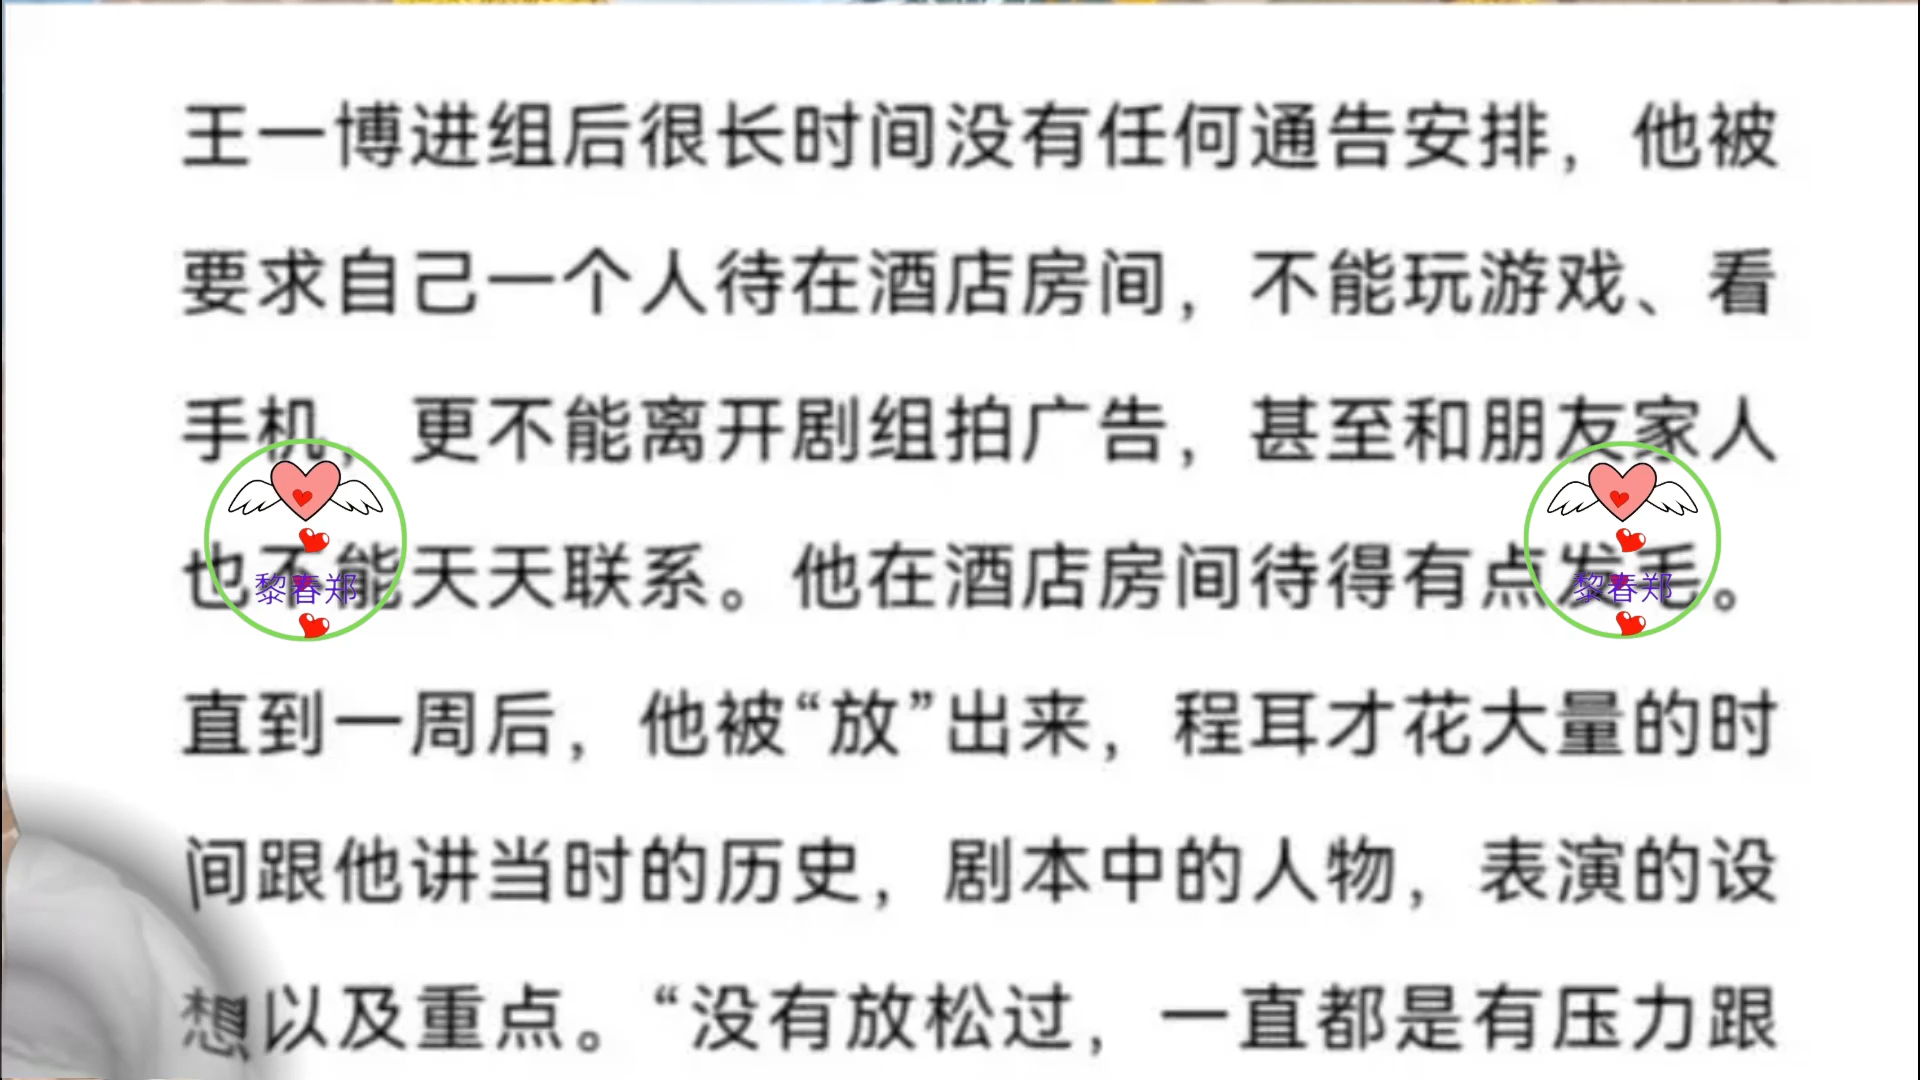 王一博进组后很长时间没有任何通告安排，他被
要求自己一个人待在酒店房间，不能玩游戏、看
手机，更不能离开剧组拍广告，甚至和朋友家人
也不能天天联系。他在酒店房间待得有点发毛。
黎春郑
黎春郑
直到一周后，他被“放”出来，程耳才花大量的时
间跟他讲当时的历史，剧本中的人物，表演的设
想以及重点。“没有放松过，一直都是有压力跟